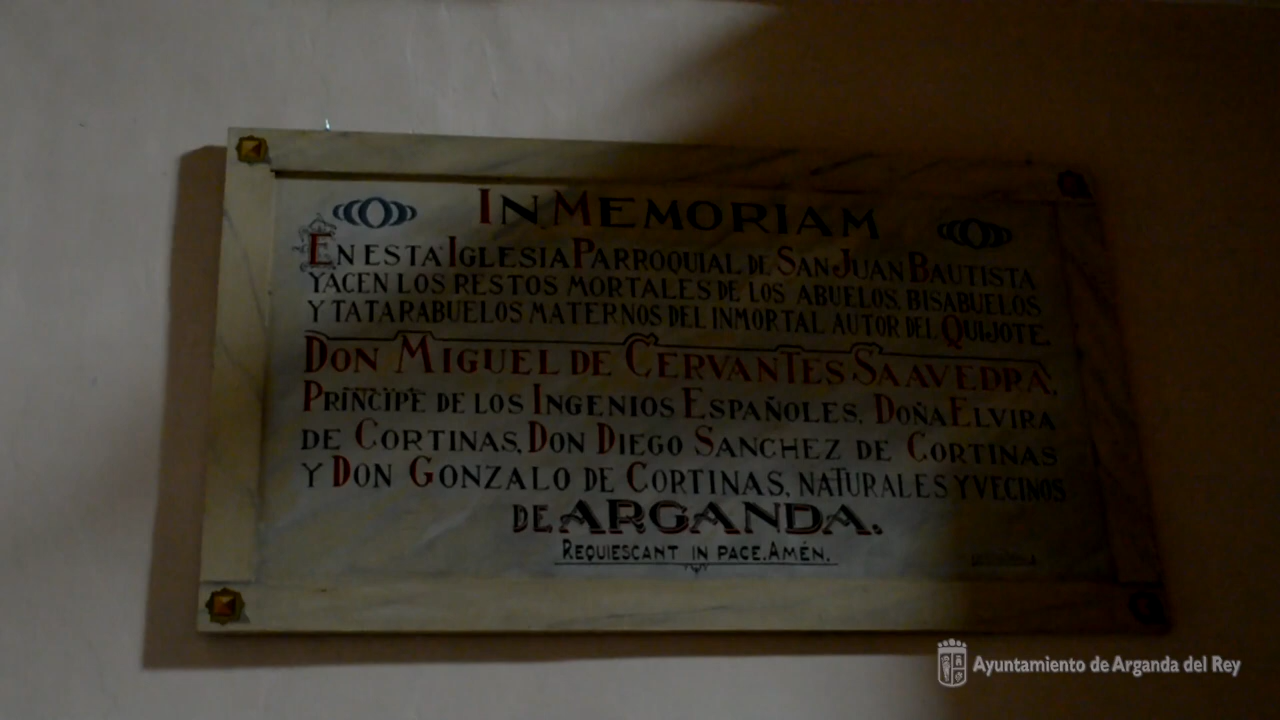 IN MEMORIAM
EN ESTA IGLESIA PARROQUIAL DE SAN JUAN BAUTISTA
YACEN LOS RESTOS MORTALES DE LOS ABUELOS, BISABUELOS
Y TATARABUELOS MATERNOS DEL INMORTAL AUTOR DEL QUIJOTE
DON MIGUEL DE CERVANTES SAAVEDRA,
PRÍNCIPE DE LOS INGENIOS ESPAÑOLES, DOÑA ELVIRA
DE CORTINAS, DON DIEGO SANCHEZ DE CORTINAS
Y DON GONZALO DE CORTINAS, NATURALES Y VECINOS
DE ARGANDA.
REQUIESCANT IN PACE. AMÉN.
Ayuntamiento de Arganda del Rey